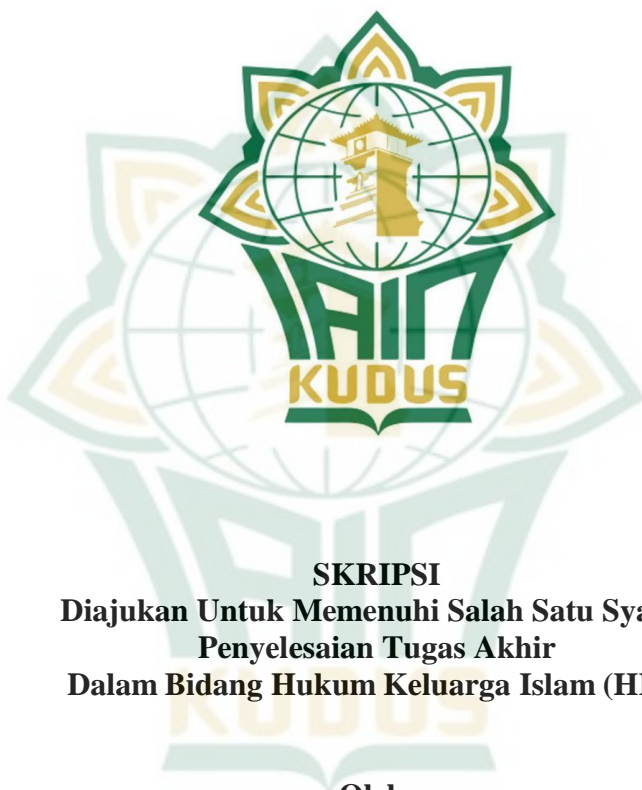 IAIN
KUDUS
SKRIPSI
Diajukan Untuk Memenuhi Salah Satu
Penyelesaian Tugas Akhir
Dalam Bidang Hukum Keluarga Islam